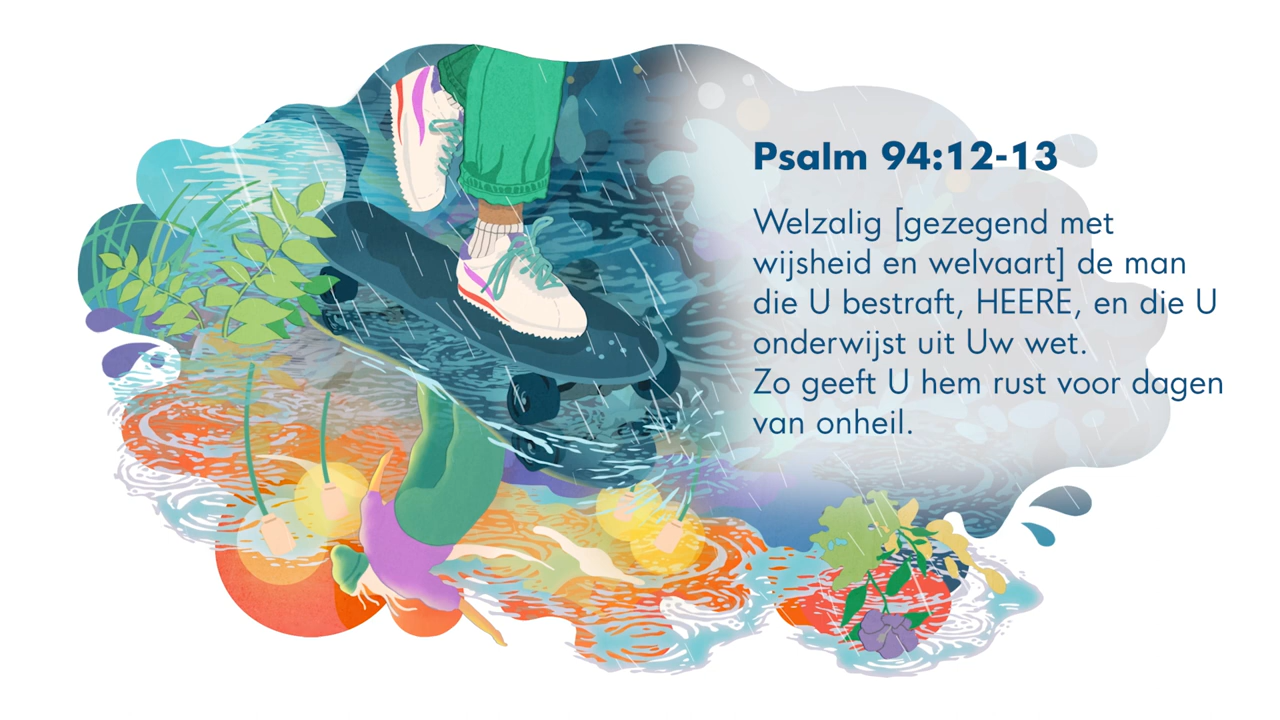 Psalm 94:12-13
Welzalig [gezegend met
wijsheid en welvaart] de man
die U bestraft, HEERE, en die U
onderwijst uit Uw wet.
Zo geeft U hem rust voor dagen
van onheil.